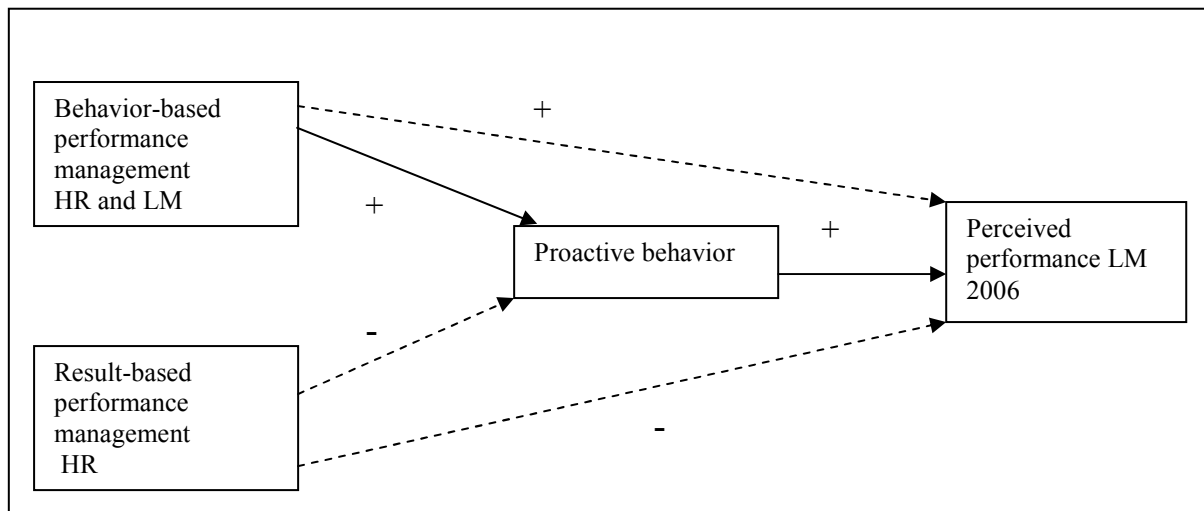 Behavior-based
performance
management
HR and LM
+
+
Proactive behavior
+
Perceived
performance LM
2006
-
Result-based
performance
management
HR
-